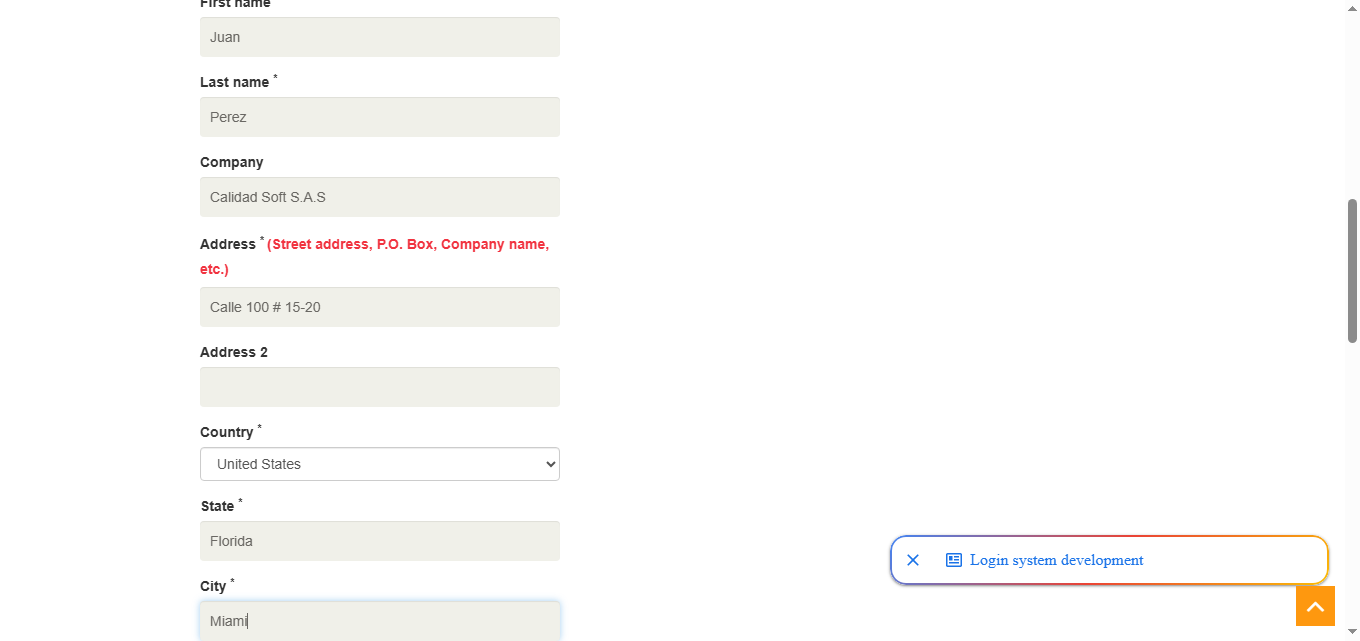 First name
Juan
Last name *
Perez
Company
Calidad Soft S.A.S
Address * (Street address, P.O. Box, Company name,
etc.)
Calle 100 # 15-20
Address 2
Country *
United States
State *
Florida
City *
Miami
Login system development